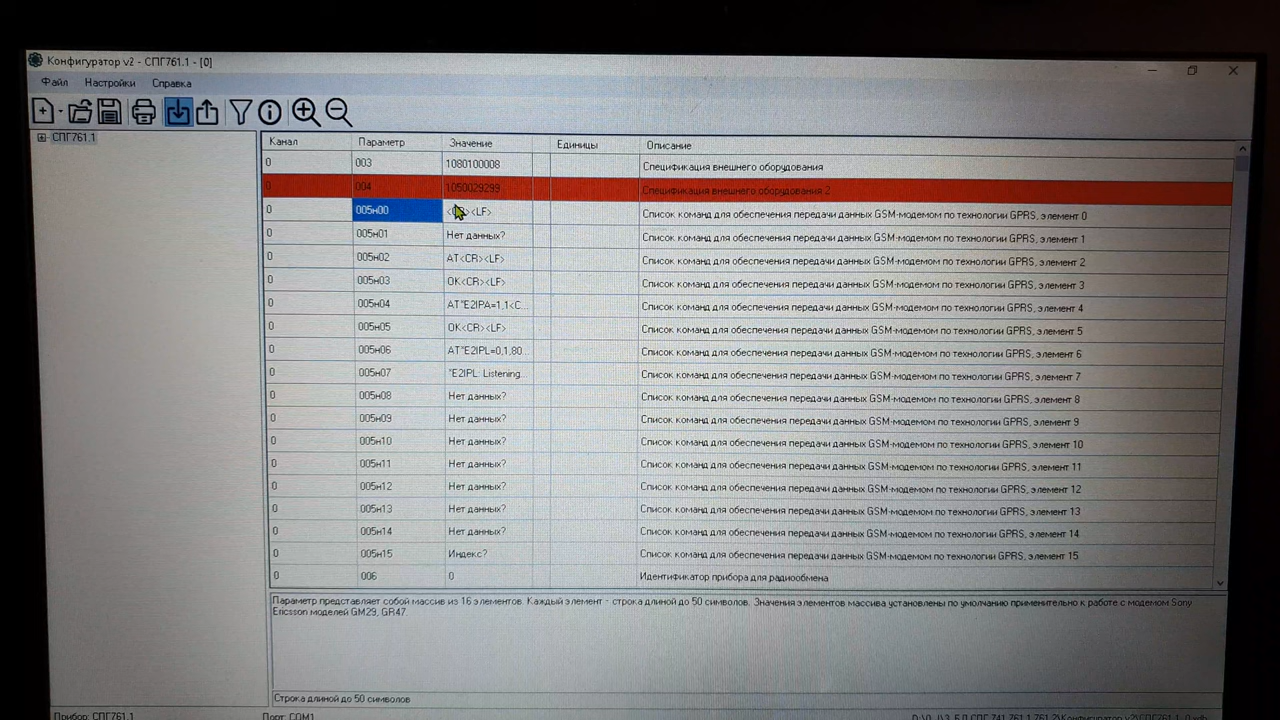 Конфигуратор v2 - СПГ761.1 - [0]
Файл Настройки Справка
СПГ761.1
Канал Параметр Значение Единицы Описание
0 003 1080100008 Спецификация внешнего оборудования
0 004 1050029299 Спецификация внешнего оборудования 2
0 005н00 <CR><LF> Список команд для обеспечения передачи данных GSM-модемом по технологии GPRS, элемент 0
0 005н01 Нет данных? Список команд для обеспечения передачи данных GSM-модемом по технологии GPRS, элемент 1
0 005н02 AT<CR><LF> Список команд для обеспечения передачи данных GSM-модемом по технологии GPRS, элемент 2
0 005н03 OK<CR><LF> Список команд для обеспечения передачи данных GSM-модемом по технологии GPRS, элемент 3
0 005н04 AT*E2IPA=1,1<C... Список команд для обеспечения передачи данных GSM-модемом по технологии GPRS, элемент 4
0 005н05 OK<CR><LF> Список команд для обеспечения передачи данных GSM-модемом по технологии GPRS, элемент 5
0 005н06 AT*E2IPL=0,1,80... Список команд для обеспечения передачи данных GSM-модемом по технологии GPRS, элемент 6
0 005н07 *E2IPL: Listening... Список команд для обеспечения передачи данных GSM-модемом по технологии GPRS, элемент 7
0 005н08 Нет данных? Список команд для обеспечения передачи данных GSM-модемом по технологии GPRS, элемент 8
0 005н09 Нет данных? Список команд для обеспечения передачи данных GSM-модемом по технологии GPRS, элемент 9
0 005н10 Нет данных? Список команд для обеспечения передачи данных GSM-модемом по технологии GPRS, элемент 10
0 005н11 Нет данных? Список команд для обеспечения передачи данных GSM-модемом по технологии GPRS, элемент 11
0 005н12 Нет данных? Список команд для обеспечения передачи данных GSM-модемом по технологии GPRS, элемент 12
0 005н13 Нет данных? Список команд для обеспечения передачи данных GSM-модемом по технологии GPRS, элемент 13
0 005н14 Нет данных? Список команд для обеспечения передачи данных GSM-модемом по технологии GPRS, элемент 14
0 005н15 Индекс? Список команд для обеспечения передачи данных GSM-модемом по технологии GPRS, элемент 15
0 006 0 Идентификатор прибора для радиообмена
Параметр представляет собой массив из 16 элементов. Каждый элемент - строка длиной до 50 символов. Значения элементов массива установлены по умолчанию применительно к работе с модемом Sony
Ericsson моделей GM29, GR47
Строка длиной до 50 символов
Прибор: СПГ761.1 Порт: COM1